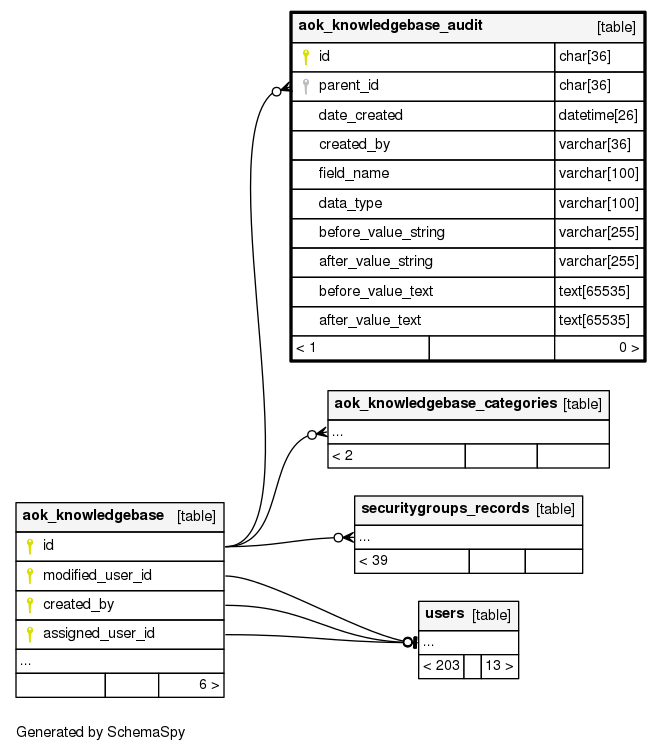 aok_knowledgebase_audit [table]
id char[36]
parent_id char[36]
date_created datetime[26]
created_by varchar[36]
field_name varchar[100]
data_type varchar[100]
before_value_string varchar[255]
after_value_string varchar[255]
before_value_text text[65535]
after_value_text text[65535]
< 1 0 >
aok_knowledgebase_categories [table]
...
< 2
aok_knowledgebase [table]
id
modified_user_id
created_by
assigned_user_id
...
6 >
securitygroups_records [table]
...
< 39
users [table]
...
< 203 13 >
Generated by SchemaSpy